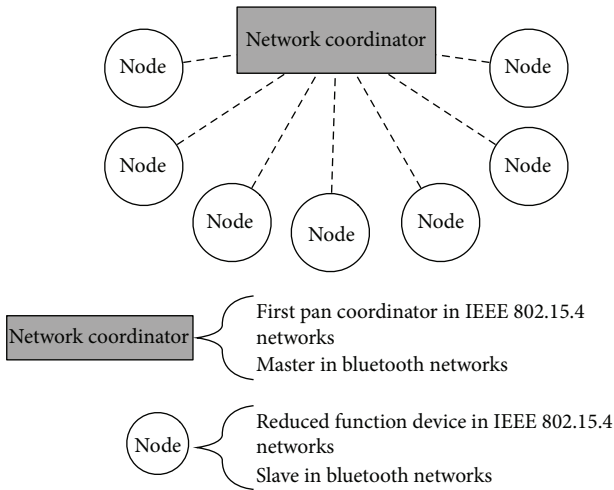 Network coordinator
Node
Node
Node
Node
Node
Node
Node
Network coordinator
First pan coordinator in IEEE 802.15.4
networks
Master in bluetooth networks
Node
Reduced function device in IEEE 802.15.4
networks
Slave in bluetooth networks